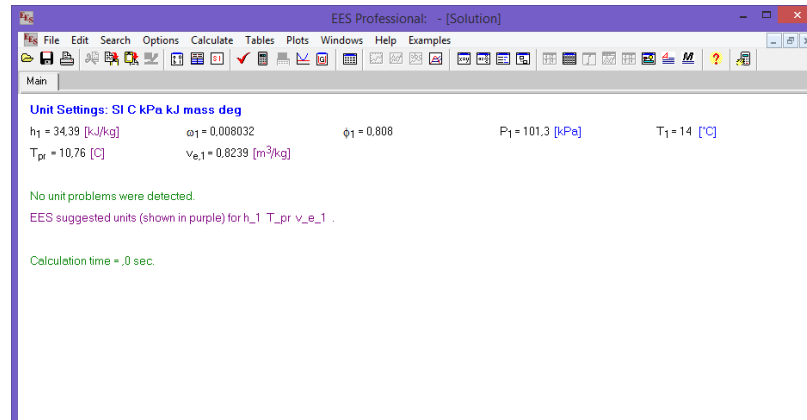 EES Professional: - [Solution]
File Edit Search Options Calculate Tables Plots Windows Help Examples
Main
Unit Settings: SI C kPa kJ mass deg
h1 = 34,39 [kJ/kg] ω1 = 0,008032 ϕ1 = 0,808 P1 = 101,3 [kPa] T1 = 14 [°C]
Tpr = 10,76 [C] ve,1 = 0,8239 [m3/kg]
No unit problems were detected.
EES suggested units (shown in purple) for h_1 T_pr v_e_1 .
Calculation time = ,0 sec.